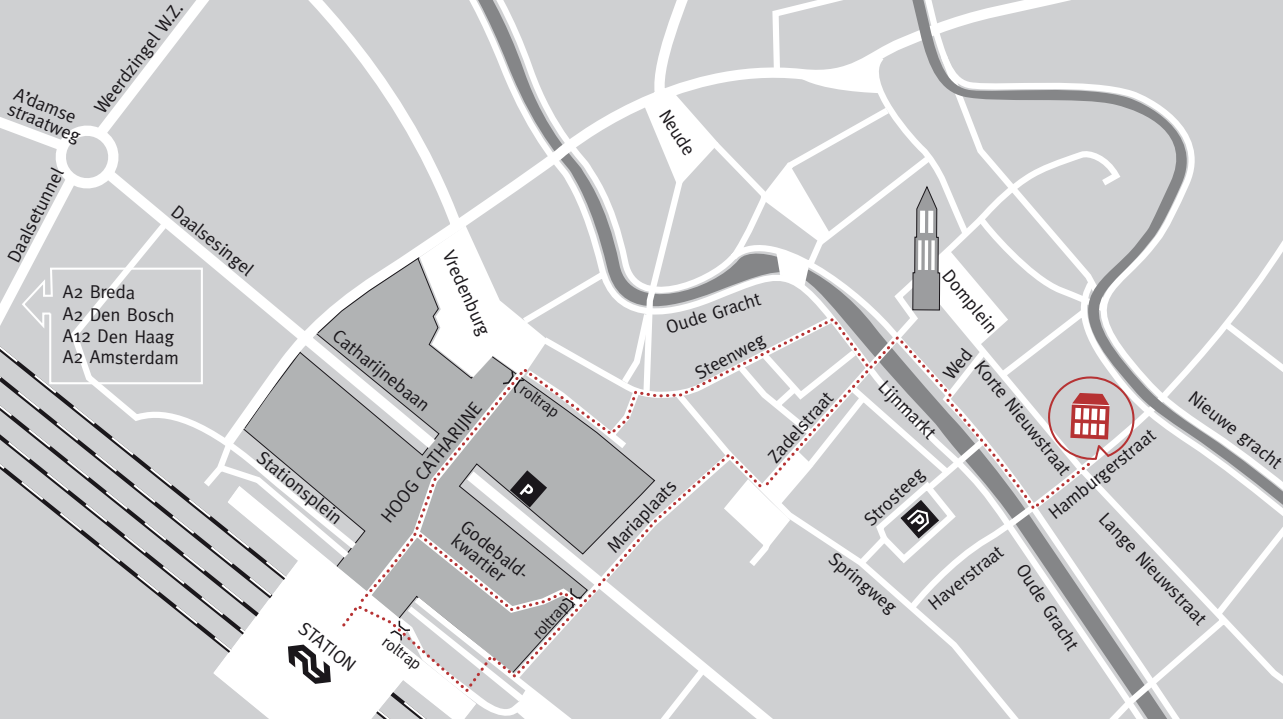 Weerdzingel W.Z.
A'damse
straatweg
Daalsetunnel
Daalsesingel
A2 Breda
A2 Den Bosch
A12 Den Haag
A2 Amsterdam
Neude
Vredenburg
Catharijnebaan
roltrap
HOOG CATHARIJNE
Stationsplein
P
Godebald-
kwartier
roltrap
roltrap
STATION
Oude Gracht
Steenweg
Zadelstraat
Mariaplaats
Domplein
Wed
Lijnmarkt
Korte Nieuwstraat
Hamburgerstraat
Nieuwe gracht
Strosteeg
P
Springweg
Haverstraat
Oude Gracht
Lange Nieuwstraat